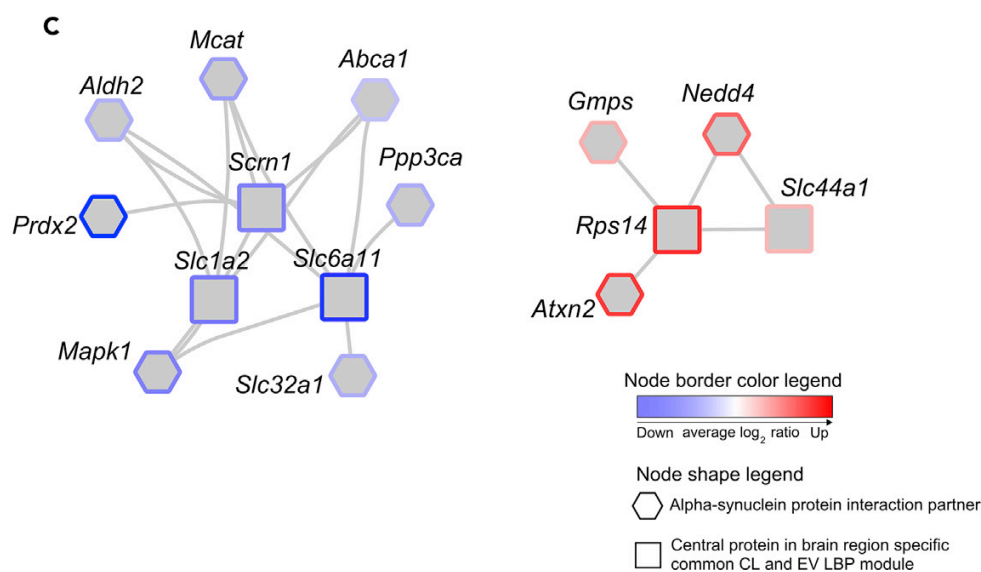 C
Mcat
Abca1
Aldh2
Gmps
Nedd4
Scrn1
Ppp3ca
Slc44a1
Prdx2
Rps14
Slc1a2
Slc6a11
Atxn2
Mapk1
Slc32a1
Node border color legend
Down average log2 ratio Up
Node shape legend
Alpha-synuclein protein interaction partner
Central protein in brain region specific
common CL and EV LBP module